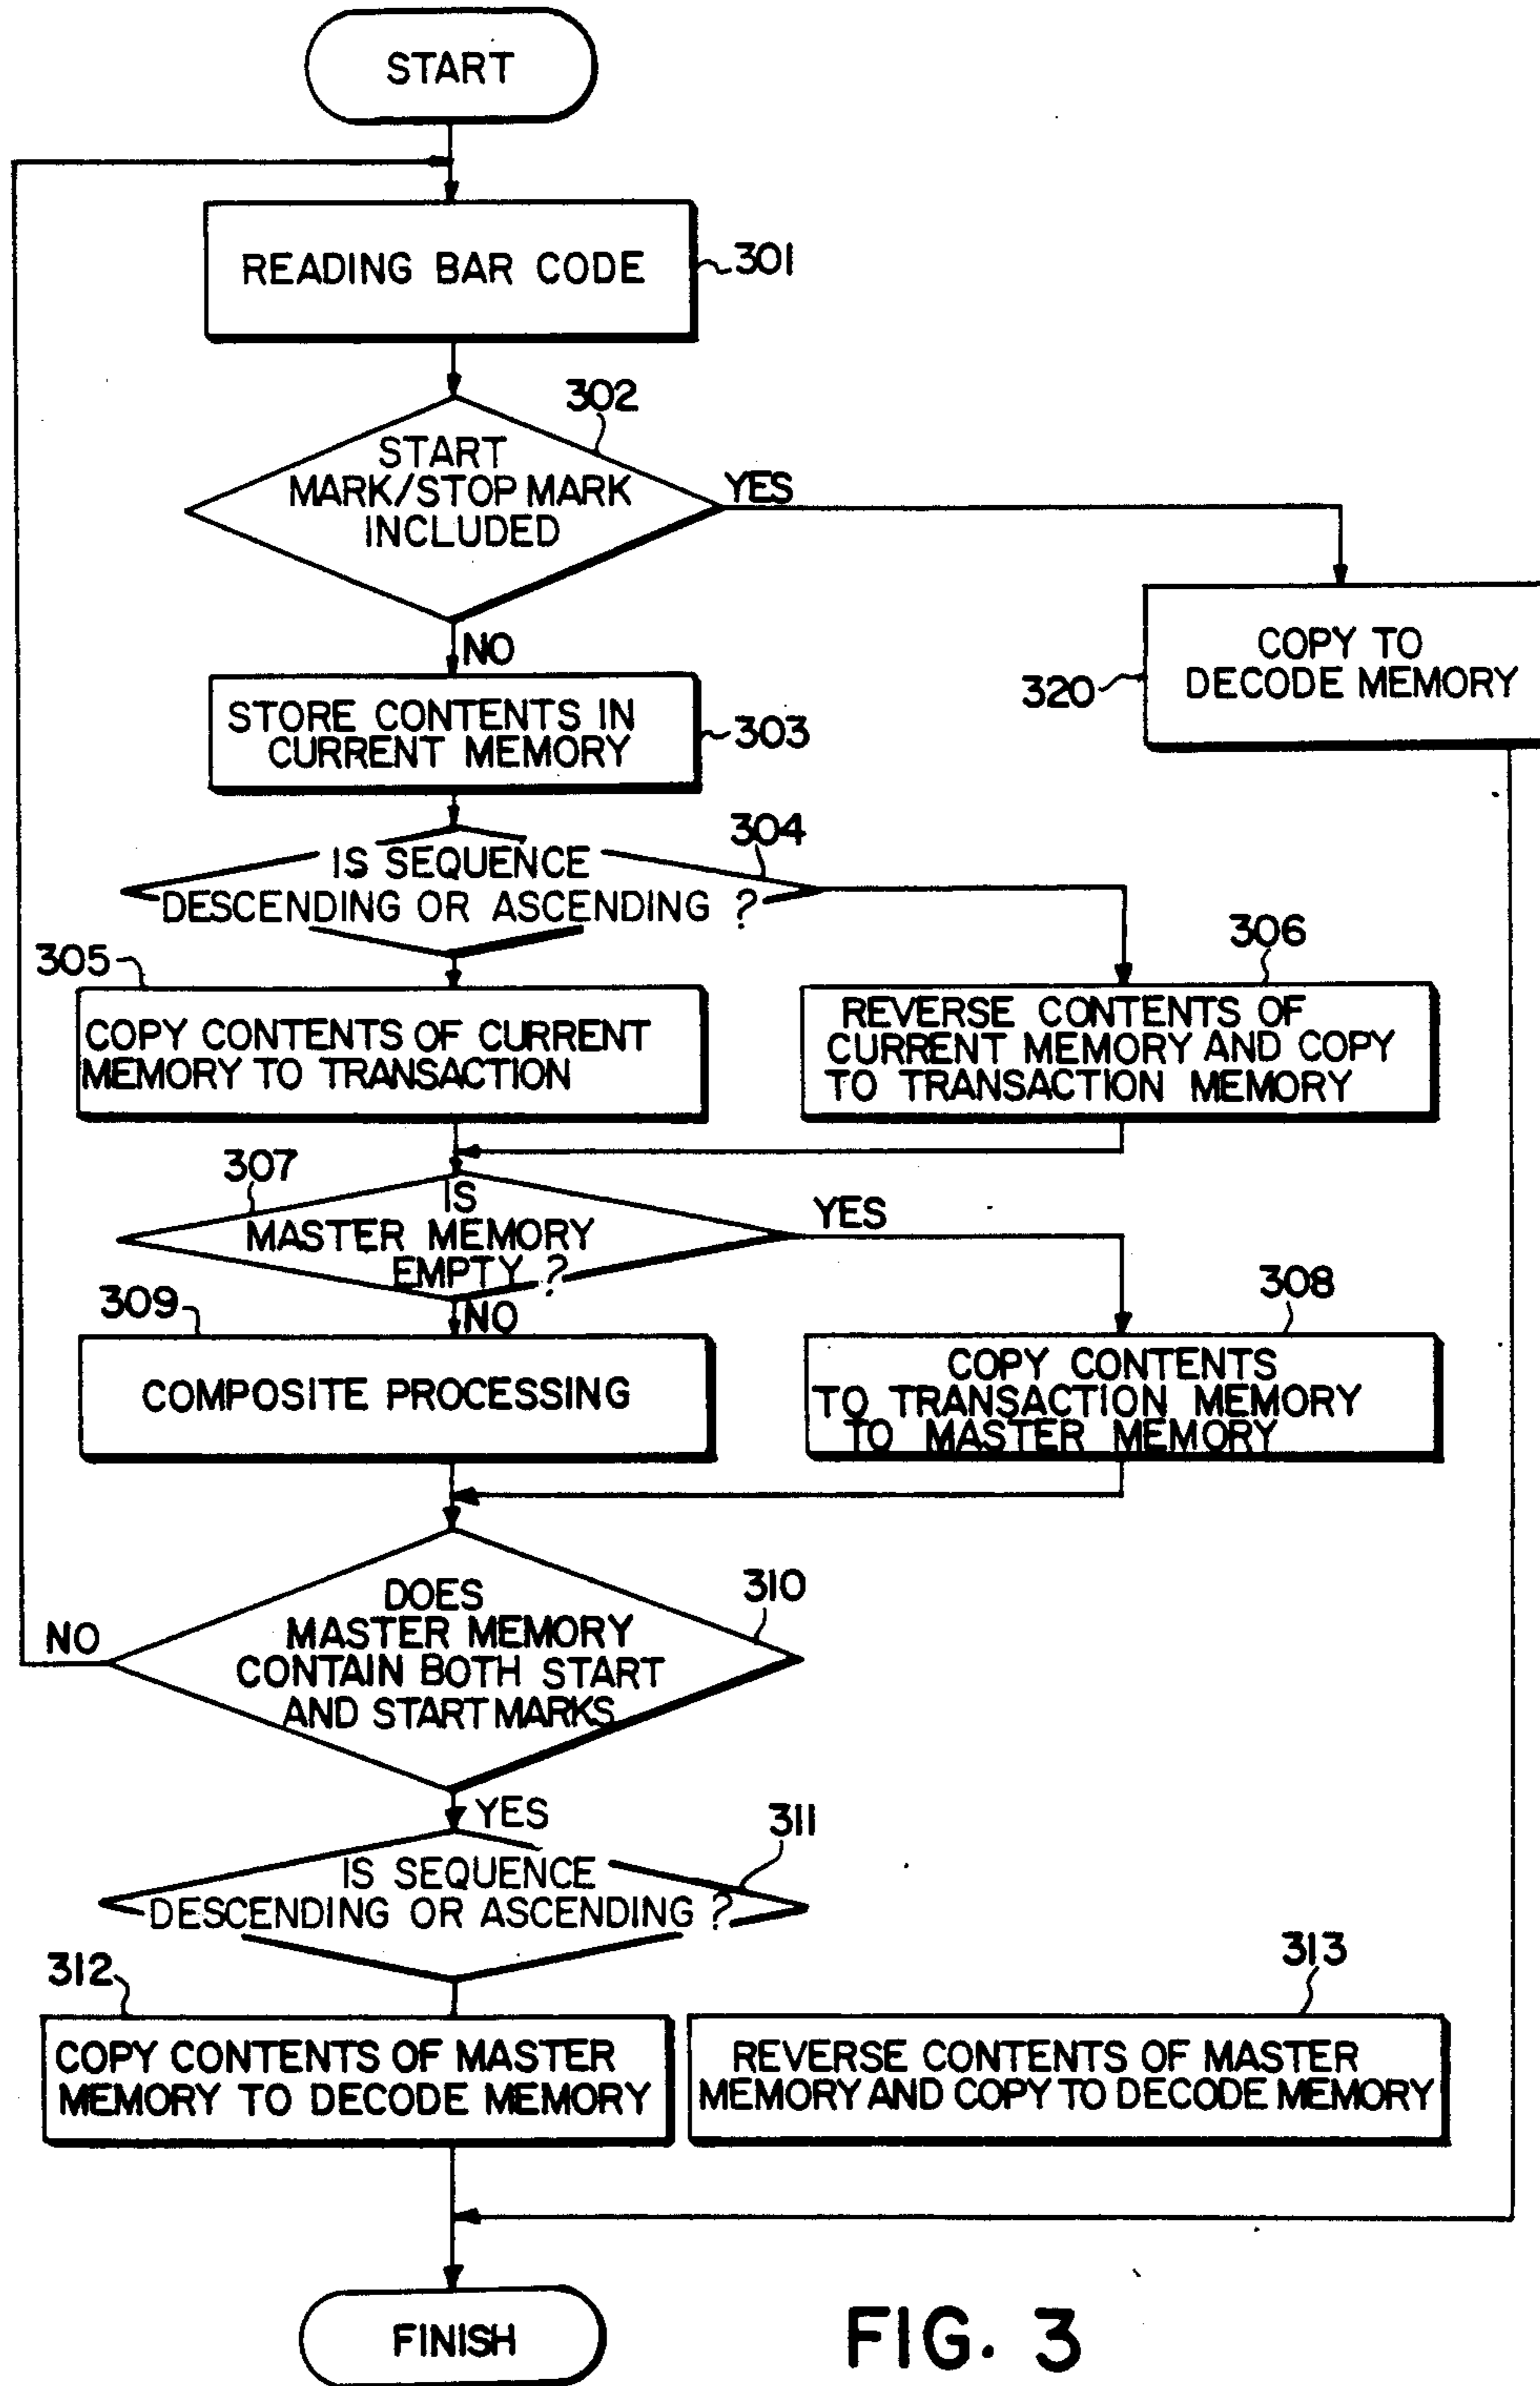 START
READING BAR CODE
301
302
START
MARK/STOP MARK
INCLUDED
YES
NO
COPY TO
DECODE MEMORY
320
STORE CONTENTS IN
CURRENT MEMORY
303
304
IS SEQUENCE
DESCENDING OR ASCENDING ?
305
COPY CONTENTS OF CURRENT
MEMORY TO TRANSACTION
306
REVERSE CONTENTS OF
CURRENT MEMORY AND COPY
TO TRANSACTION MEMORY
307
IS
MASTER MEMORY
EMPTY ?
YES
NO
309
COMPOSITE PROCESSING
308
COPY CONTENTS
TO TRANSACTION MEMORY
TO MASTER MEMORY
310
DOES
MASTER MEMORY
CONTAIN BOTH START
AND START MARKS
NO
YES
311
IS SEQUENCE
DESCENDING OR ASCENDING ?
312
COPY CONTENTS OF MASTER
MEMORY TO DECODE MEMORY
313
REVERSE CONTENTS OF MASTER
MEMORY AND COPY TO DECODE MEMORY
FINISH
FIG. 3